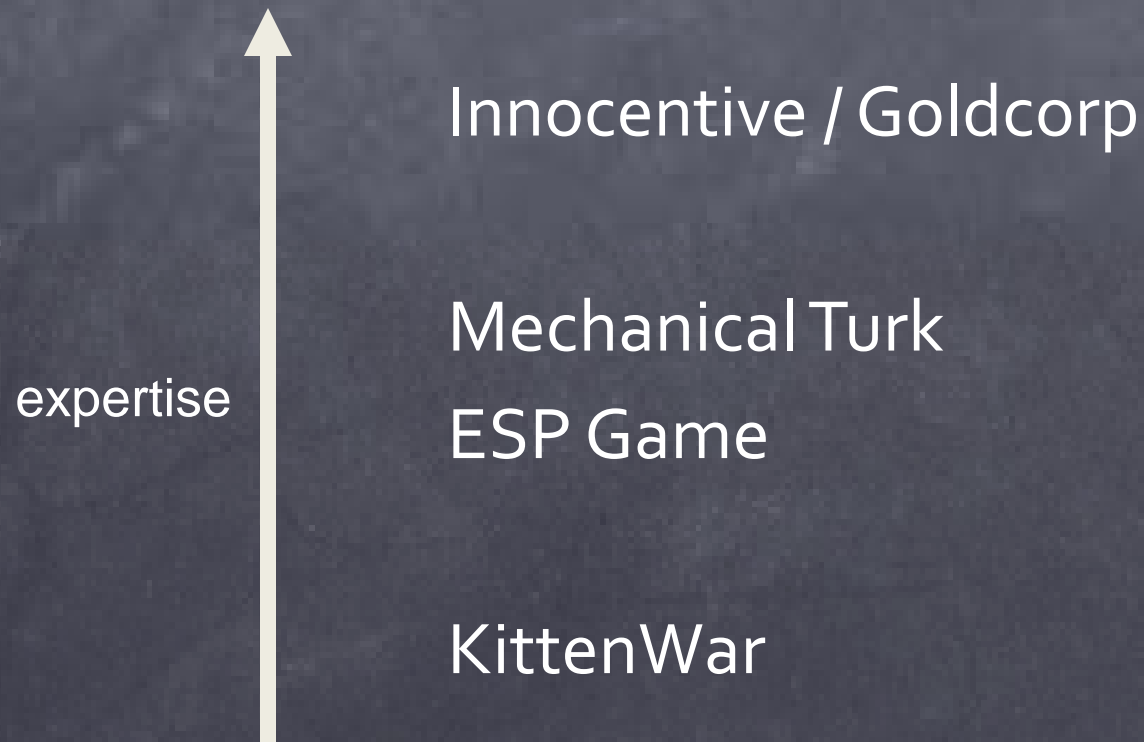 Innocentive / Goldcorp
Mechanical Turk
expertise
ESP Game
KittenWar